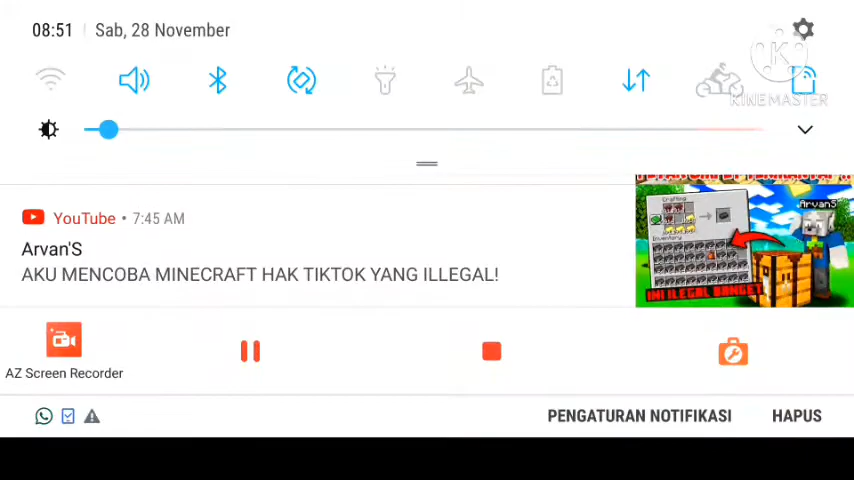 08:51 Sab, 28 November
K
KINEMASTER
YouTube • 7:45 AM
Arvan'S
AKU MENCOBA MINECRAFT HAK TIKTOK YANG ILLEGAL!
Crafting
ArvanS
Inventory
INI ILEGAL BANGET
AZ Screen Recorder
PENGATURAN NOTIFIKASI HAPUS